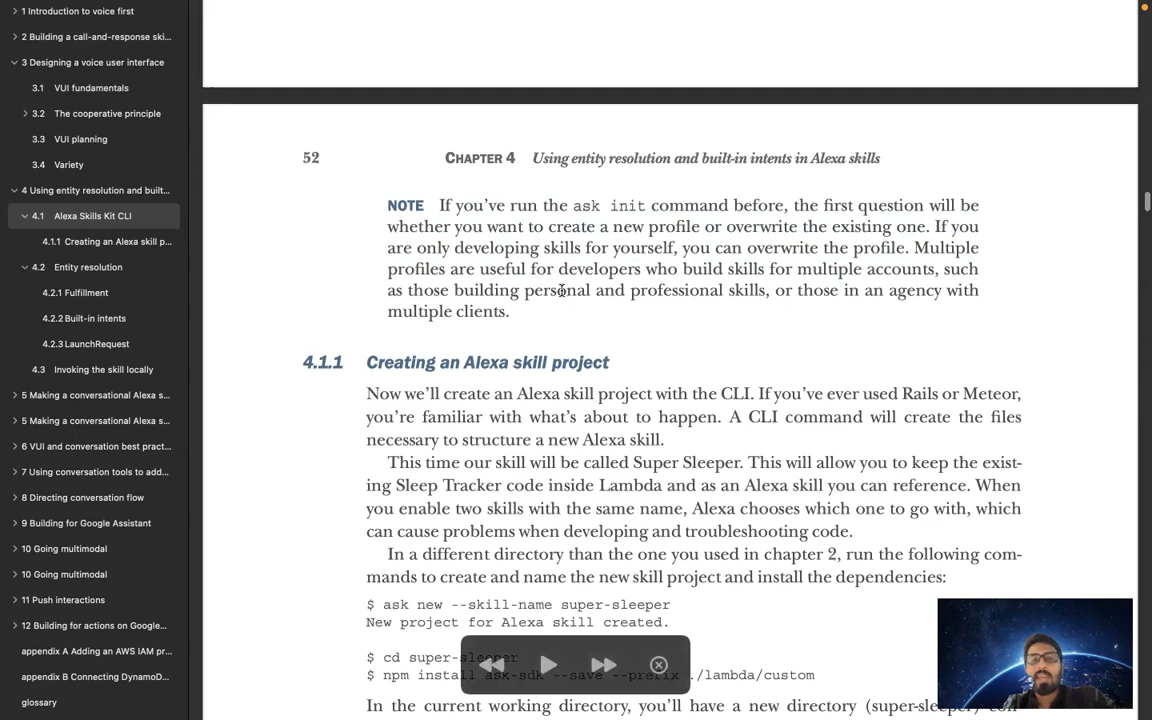 1 Introduction to voice first
2 Building a call-and-response ski...
3 Designing a voice user interface
3.1 VUI fundamentals
3.2 The cooperative principle
3.3 VUI planning
3.4 Variety
4 Using entity resolution and built...
4.1 Alexa Skills Kit CLI
4.1.1 Creating an Alexa skill p...
4.2 Entity resolution
4.2.1 Fulfillment
4.2.2 Built-in intents
4.2.3 LaunchRequest
4.3 Invoking the skill locally
5 Making a conversational Alexa s...
5 Making a conversational Alexa s...
6 VUI and conversation best pract...
7 Using conversation tools to add...
8 Directing conversation flow
9 Building for Google Assistant
10 Going multimodal
10 Going multimodal
11 Push interactions
12 Building for actions on Google...
appendix A Adding an AWS IAM pr...
appendix B Connecting DynamoD...
glossary
52 CHAPTER 4 Using entity resolution and built-in intents in Alexa skills
NOTE If you've run the ask init command before, the first question will be
whether you want to create a new profile or overwrite the existing one. If you
are only developing skills for yourself, you can overwrite the profile. Multiple
profiles are useful for developers who build skills for multiple accounts, such
as those building personal and professional skills, or those in an agency with
multiple clients.
4.1.1 Creating an Alexa skill project
Now we'll create an Alexa skill project with the CLI. If you've ever used Rails or Meteor,
you're familiar with what's about to happen. A CLI command will create the files
necessary to structure a new Alexa skill.
This time our skill will be called Super Sleeper. This will allow you to keep the exist-
ing Sleep Tracker code inside Lambda and as an Alexa skill you can reference. When
you enable two skills with the same name, Alexa chooses which one to go with, which
can cause problems when developing and troubleshooting code.
In a different directory than the one you used in chapter 2, run the following com-
mands to create and name the new skill project and install the dependencies:
$ ask new --skill-name super-sleeper
New project for Alexa skill created.
$ cd super-sleeper
$ npm install ask-sdk --save --prefix ./lambda/custom
In the current working directory, you'll have a new directory (super-sleeper) con-